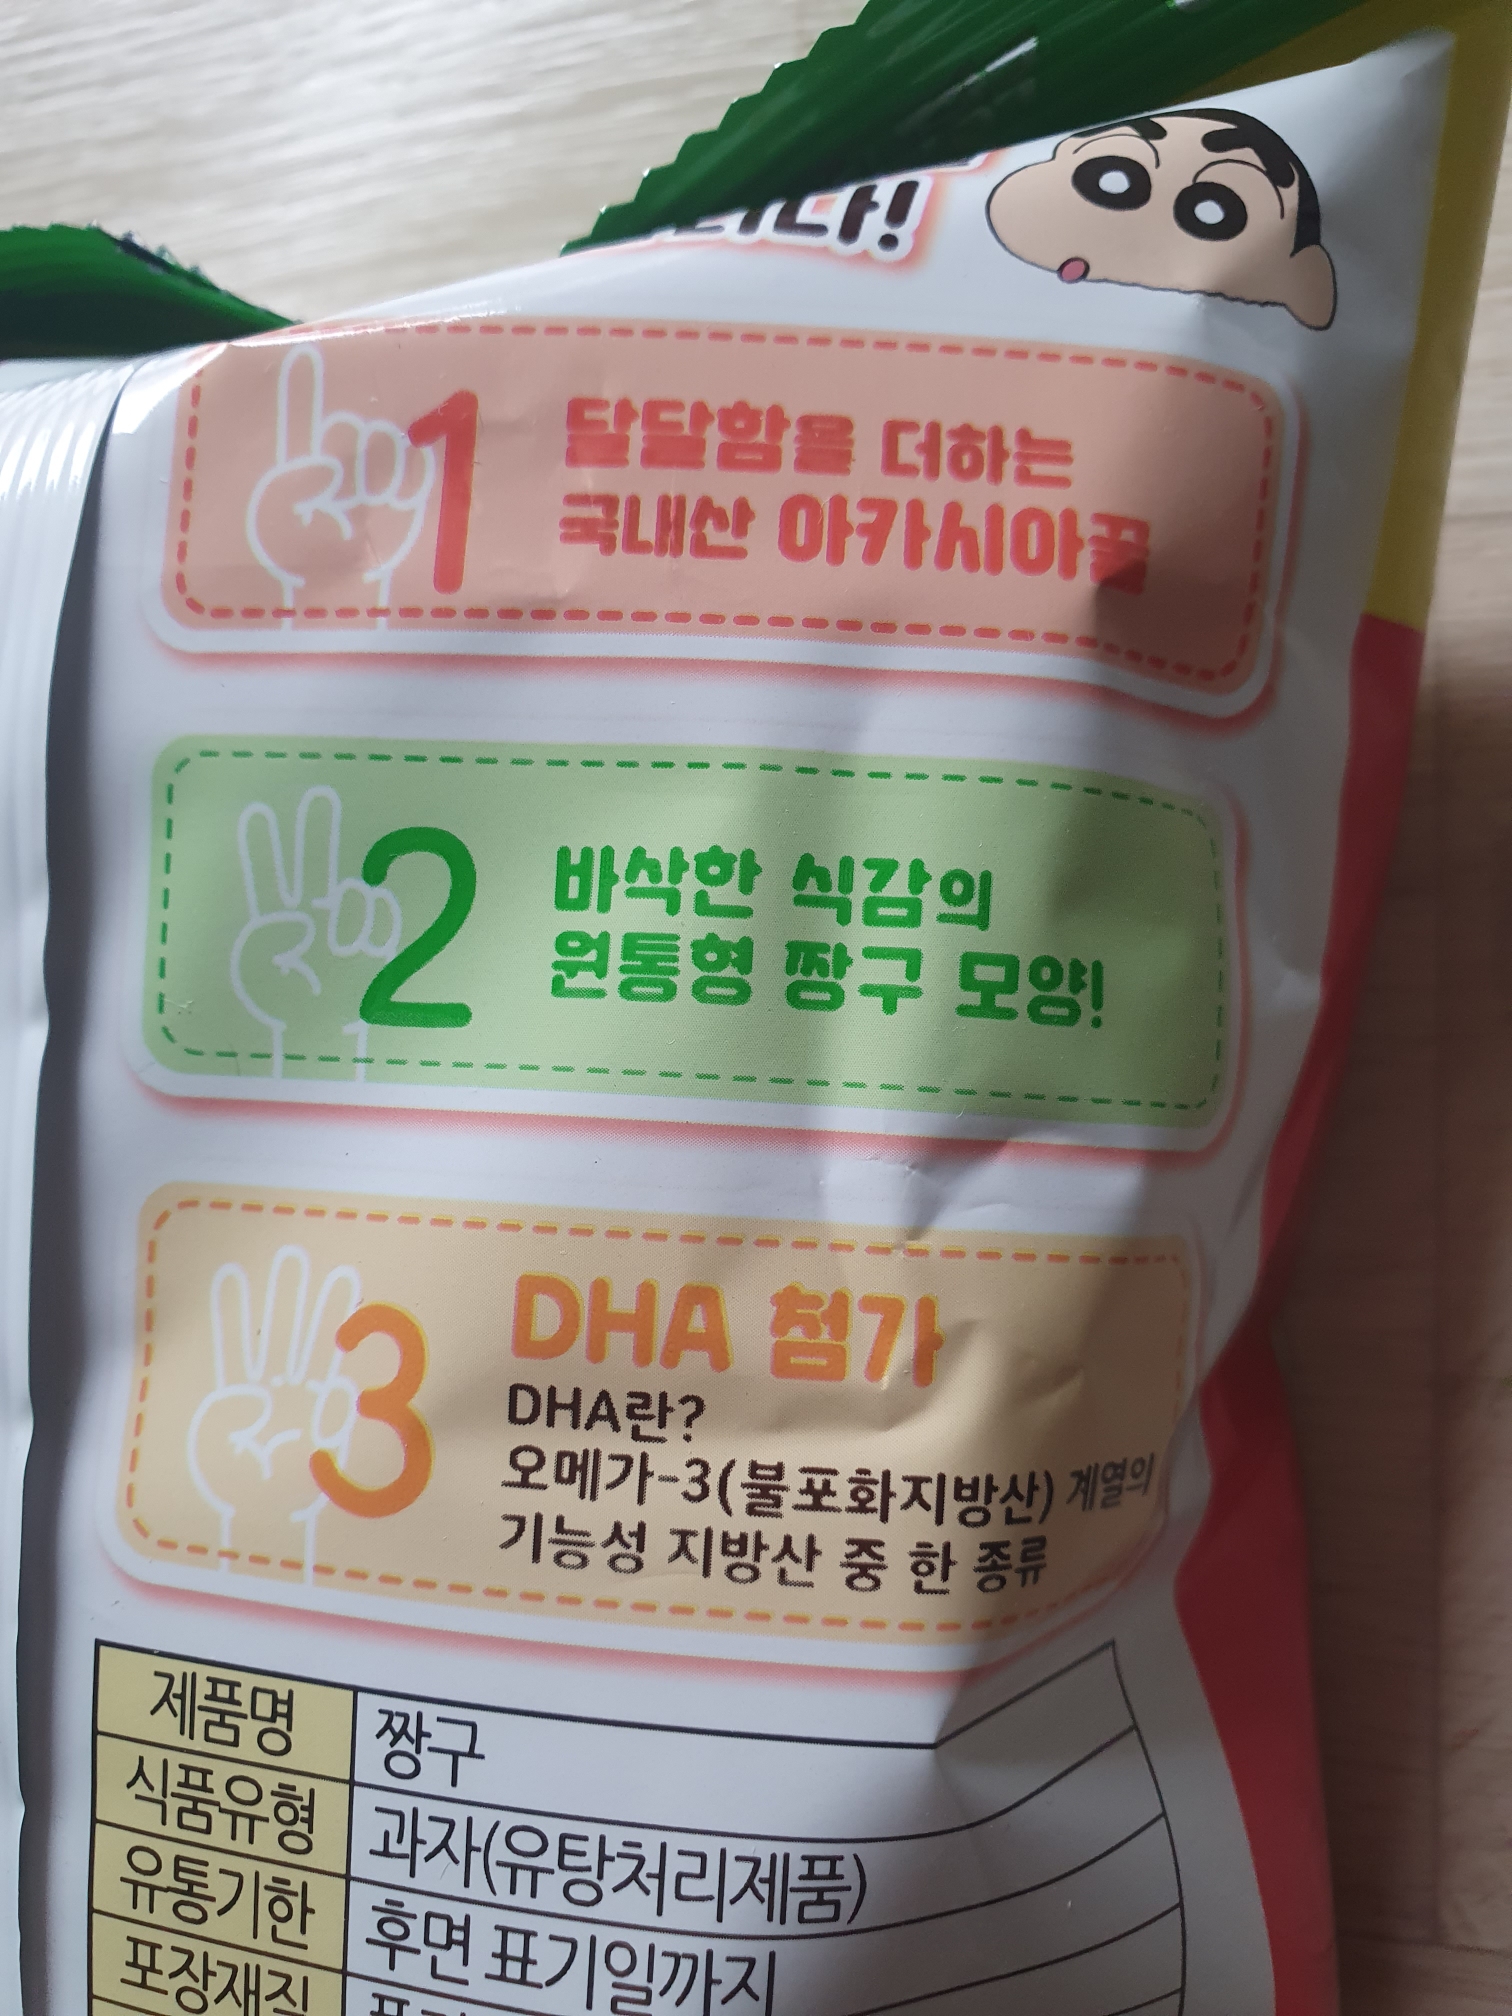 1
달달함을 더하는
국내산 아카시아꿀
2
바삭한 식감의
원통형 짱구 모양!
3
DHA 첨가
DHA란?
오메가-3(불포화지방산) 계열의
기능성 지방산 중 한 종류
제품명 짱구
식품유형 과자(유탕처리제품)
유통기한 후면 표기일까지
포장재질